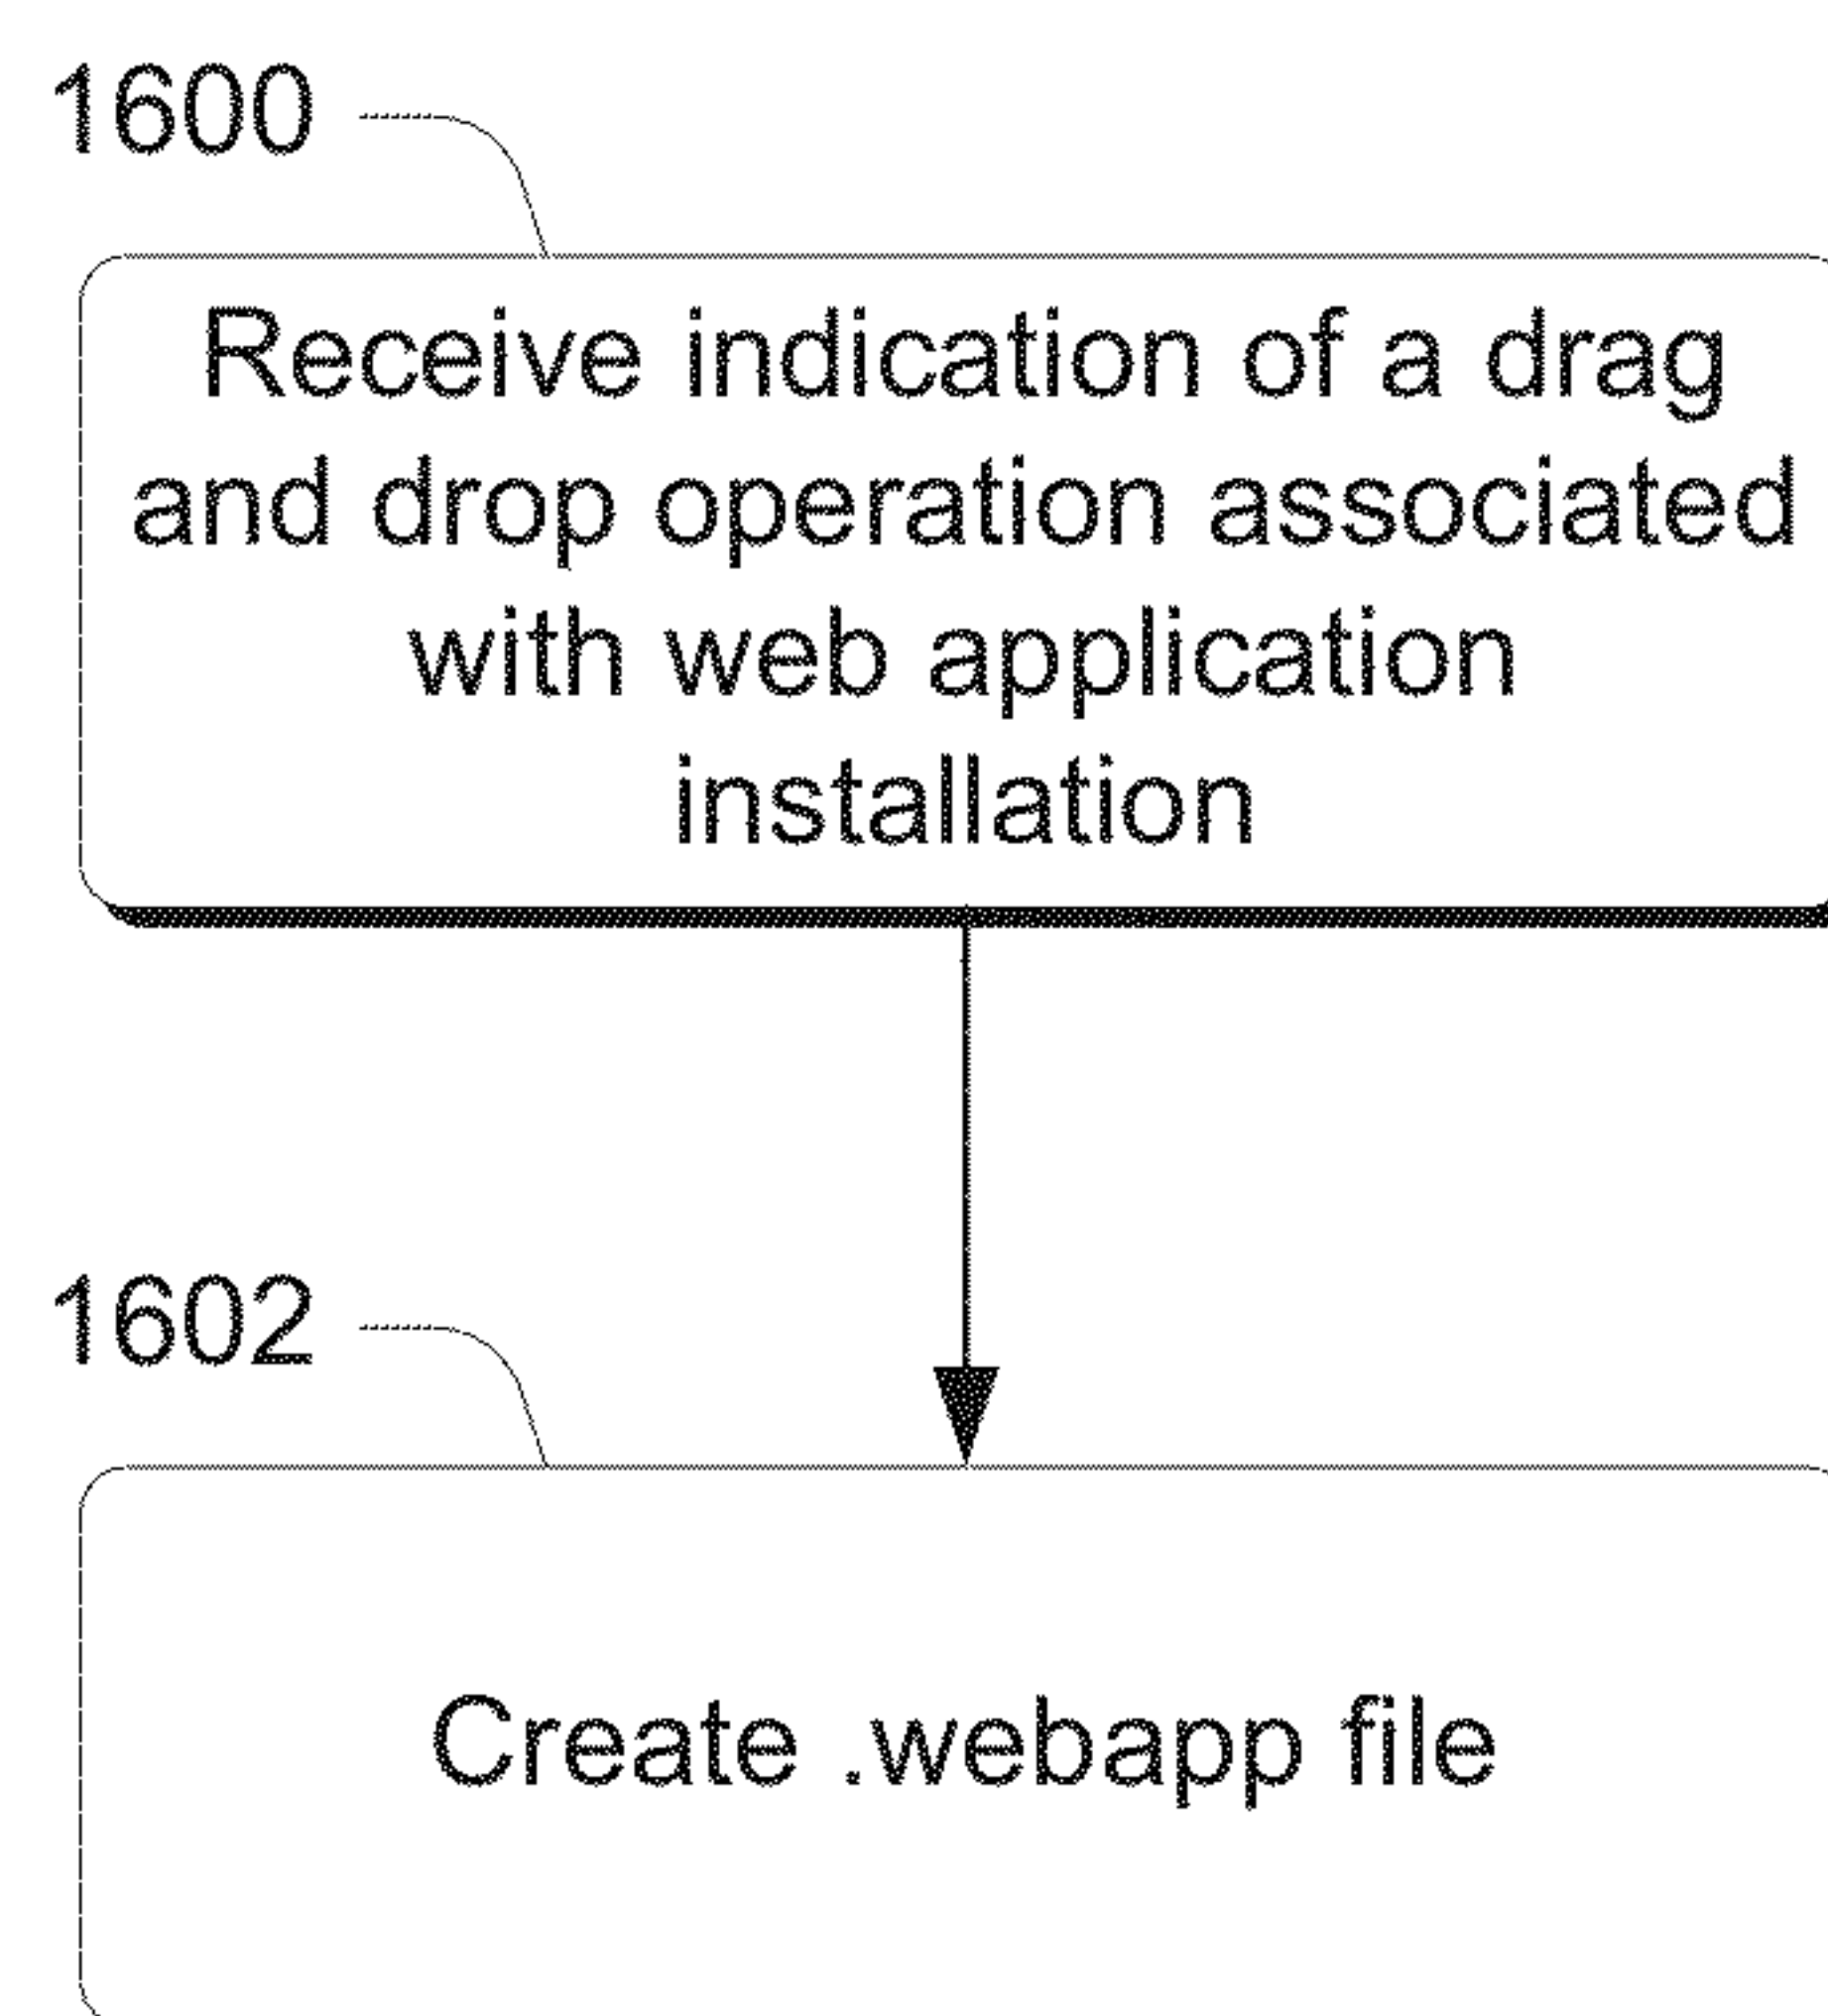 1600
Receive indication of a drag
and drop operation associated
with web application
installation
1602
Create .webapp file